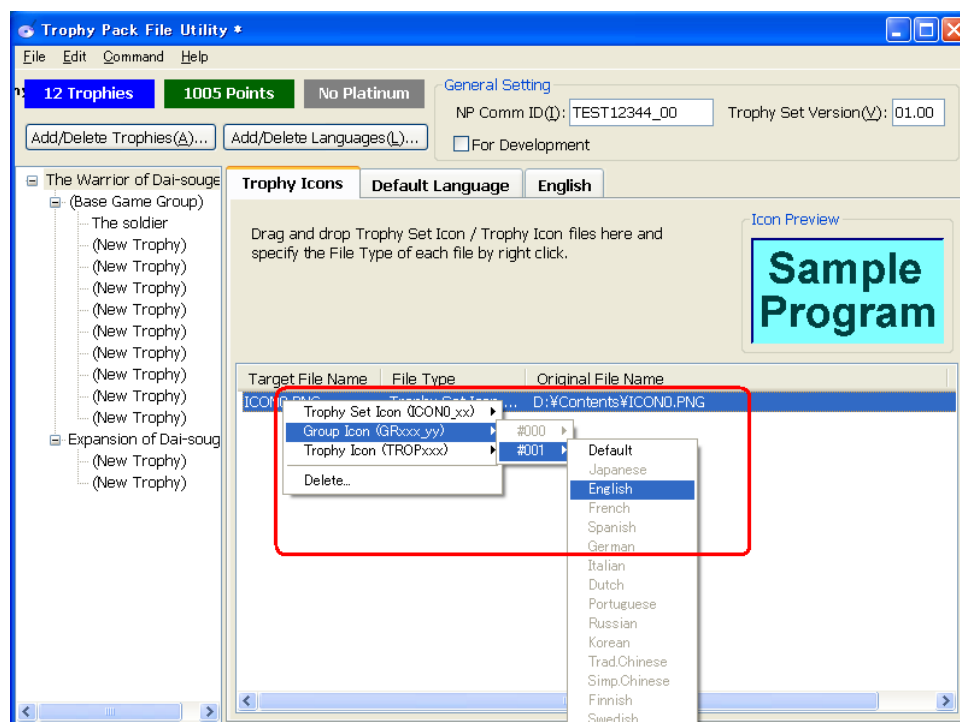 Trophy Pack File Utility *
File Edit Command Help
12 Trophies 1005 Points No Platinum
General Setting
NP Comm ID(I): TEST12344_00 Trophy Set Version(V): 01.00
Add/Delete Trophies(A)... Add/Delete Languages(L)...
For Development
The Warrior of Dai-souge
(Base Game Group)
The soldier
(New Trophy)
(New Trophy)
(New Trophy)
(New Trophy)
(New Trophy)
(New Trophy)
(New Trophy)
(New Trophy)
(New Trophy)
Expansion of Dai-soug
(New Trophy)
(New Trophy)
Trophy Icons Default Language English
Drag and drop Trophy Set Icon / Trophy Icon files here and
specify the File Type of each file by right click.
Icon Preview
Sample
Program
Target File Name File Type Original File Name
ICON0.PNG Trophy Set Icon ... D:¥Contents¥ICON0.PNG
Trophy Set Icon (ICON0_xx)
Group Icon (GRxxx_yy)
Trophy Icon (TROPxxx)
Delete...
#000
#001
Default
Japanese
English
French
Spanish
German
Italian
Dutch
Portuguese
Russian
Korean
Trad.Chinese
Simp.Chinese
Finnish
Swedish